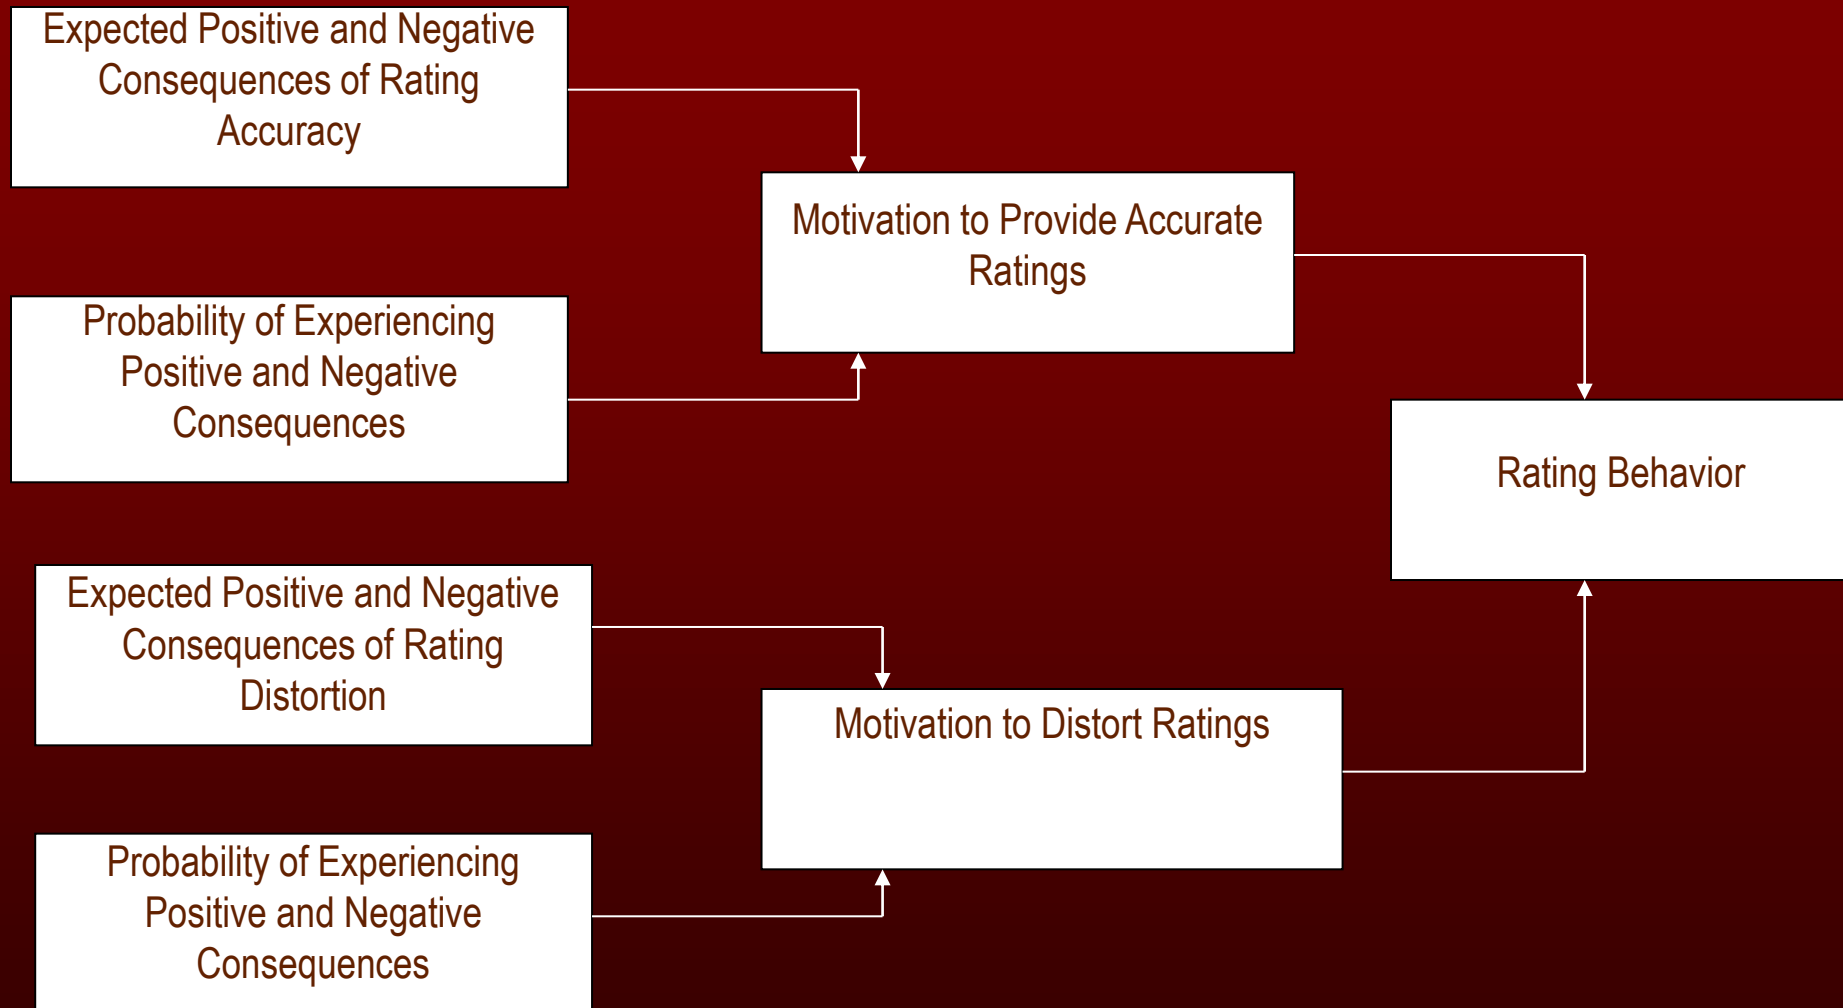 Expected Positive and Negative
Consequences of Rating
Accuracy
Probability of Experiencing
Positive and Negative
Consequences
Motivation to Provide Accurate
Ratings
Rating Behavior
Expected Positive and Negative
Consequences of Rating
Distortion
Motivation to Distort Ratings
Probability of Experiencing
Positive and Negative
Consequences